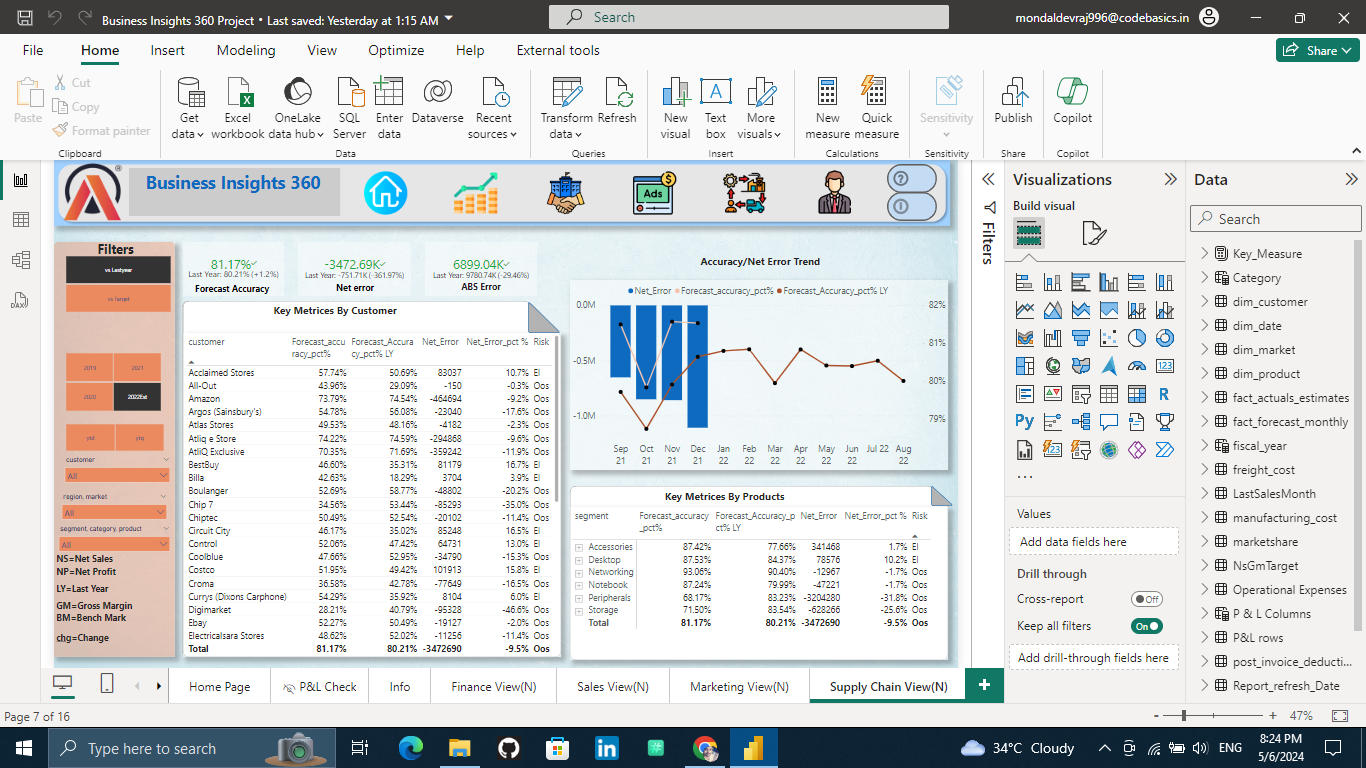 Business Insights 360 Project • Last saved: Yesterday at 1:15 AM
Search
mondaldevraj996@codebasics.in
File Home Insert Modeling View Optimize Help External tools
Share
Paste
Cut
Copy
Format painter
Get data
Excel workbook
OneLake data hub
SQL Server
Enter data
Dataverse
Recent sources
Transform data
Refresh
New visual
Text box
More visuals
New measure
Quick measure
Sensitivity
Publish
Copilot
Clipboard Data Queries Insert Calculations Sensitivity Share Copilot
Business Insights 360
Ads
Filters
vs Lastyear
vs Target
2019 2021
2020 2022Est
ytd ytg
customer
All
region, market
All
segment, category, product
All
NS=Net Sales
NP=Net Profit
LY=Last Year
GM=Gross Margin
BM=Bench Mark
chg=Change
81.17%
Last Year: 80.21% (+1.2%)
Forecast Accuracy
-3472.69K
Last Year: -751.71K (-361.97%)
Net error
6899.04K
Last Year: 9780.74K (-29.46%)
ABS Error
Key Metrices By Customer
customer Forecast_accuracy_pct% Forecast_Accuracy_pct% LY Net_Error Net_Error_pct % Risk
Acclaimed Stores 57.74% 50.69% 83037 10.7% EI
All-Out 43.96% 29.09% -150 -0.3% Oos
Amazon 73.79% 74.54% -464694 -9.2% Oos
Argos (Sainsbury's) 54.78% 56.08% -23040 -17.6% Oos
Atlas Stores 49.53% 48.16% -4182 -2.3% Oos
Atliq e Store 74.22% 74.59% -294868 -9.6% Oos
AtliQ Exclusive 70.35% 71.69% -359242 -11.9% Oos
BestBuy 46.60% 35.31% 81179 16.7% EI
Billa 42.63% 18.29% 3704 3.9% EI
Boulanger 52.69% 58.77% -48802 -20.2% Oos
Chip 7 34.56% 53.44% -85293 -35.0% Oos
Chiptec 50.49% 52.54% -20102 -11.4% Oos
Circuit City 46.17% 35.02% 85248 16.5% EI
Control 52.06% 47.42% 64731 13.0% EI
Coolblue 47.66% 52.95% -34790 -15.3% Oos
Costco 51.95% 49.42% 101913 15.8% EI
Croma 36.58% 42.78% -77649 -16.5% Oos
Currys (Dixons Carphone) 54.29% 35.92% 8104 6.0% EI
Digimarket 28.21% 40.79% -95328 -46.6% Oos
Ebay 52.27% 50.49% -19127 -2.0% Oos
Electricalsara Stores 48.62% 52.02% -11256 -11.4% Oos
Total 81.17% 80.21% -3472690 -9.5% Oos
Accuracy/Net Error Trend
Net_Error Forecast_accuracy_pct% Forecast_Accuracy_pct% LY
0.0M
-0.5M
-1.0M
82%
81%
80%
79%
Sep 21 Oct 21 Nov 21 Dec 21 Jan 22 Feb 22 Mar 22 Apr 22 May 22 Jun 22 Jul 22 Aug 22
Key Metrices By Products
segment Forecast_accuracy_pct% Forecast_Accuracy_pct% LY Net_Error Net_Error_pct % Risk
Accessories 87.42% 77.66% 341468 1.7% EI
Desktop 87.53% 84.37% 78576 10.2% EI
Networking 93.06% 90.40% -12967 -1.7% Oos
Notebook 87.24% 79.99% -47221 -1.7% Oos
Peripherals 68.17% 83.23% -3204280 -31.8% Oos
Storage 71.50% 83.54% -628266 -25.6% Oos
Total 81.17% 80.21% -3472690 -9.5% Oos
Filters
Visualizations
Build visual
123
R
Py
...
Values
Add data fields here
Drill through
Cross-report
Off
Keep all filters
On
Add drill-through fields here
Data
Search
Key_Measure
Category
dim_customer
dim_date
dim_market
dim_product
fact_actuals_estimates
fact_forecast_monthly
fiscal_year
freight_cost
LastSalesMonth
manufacturing_cost
marketshare
NsGmTarget
Operational Expenses
P & L Columns
P&L rows
post_invoice_deducti...
Report_refresh_Date
Home Page P&L Check Info Finance View(N) Sales View(N) Marketing View(N) Supply Chain View(N)
Page 7 of 16
- + 47%
Type here to search
34°C Cloudy
ENG
8:24 PM
5/6/2024